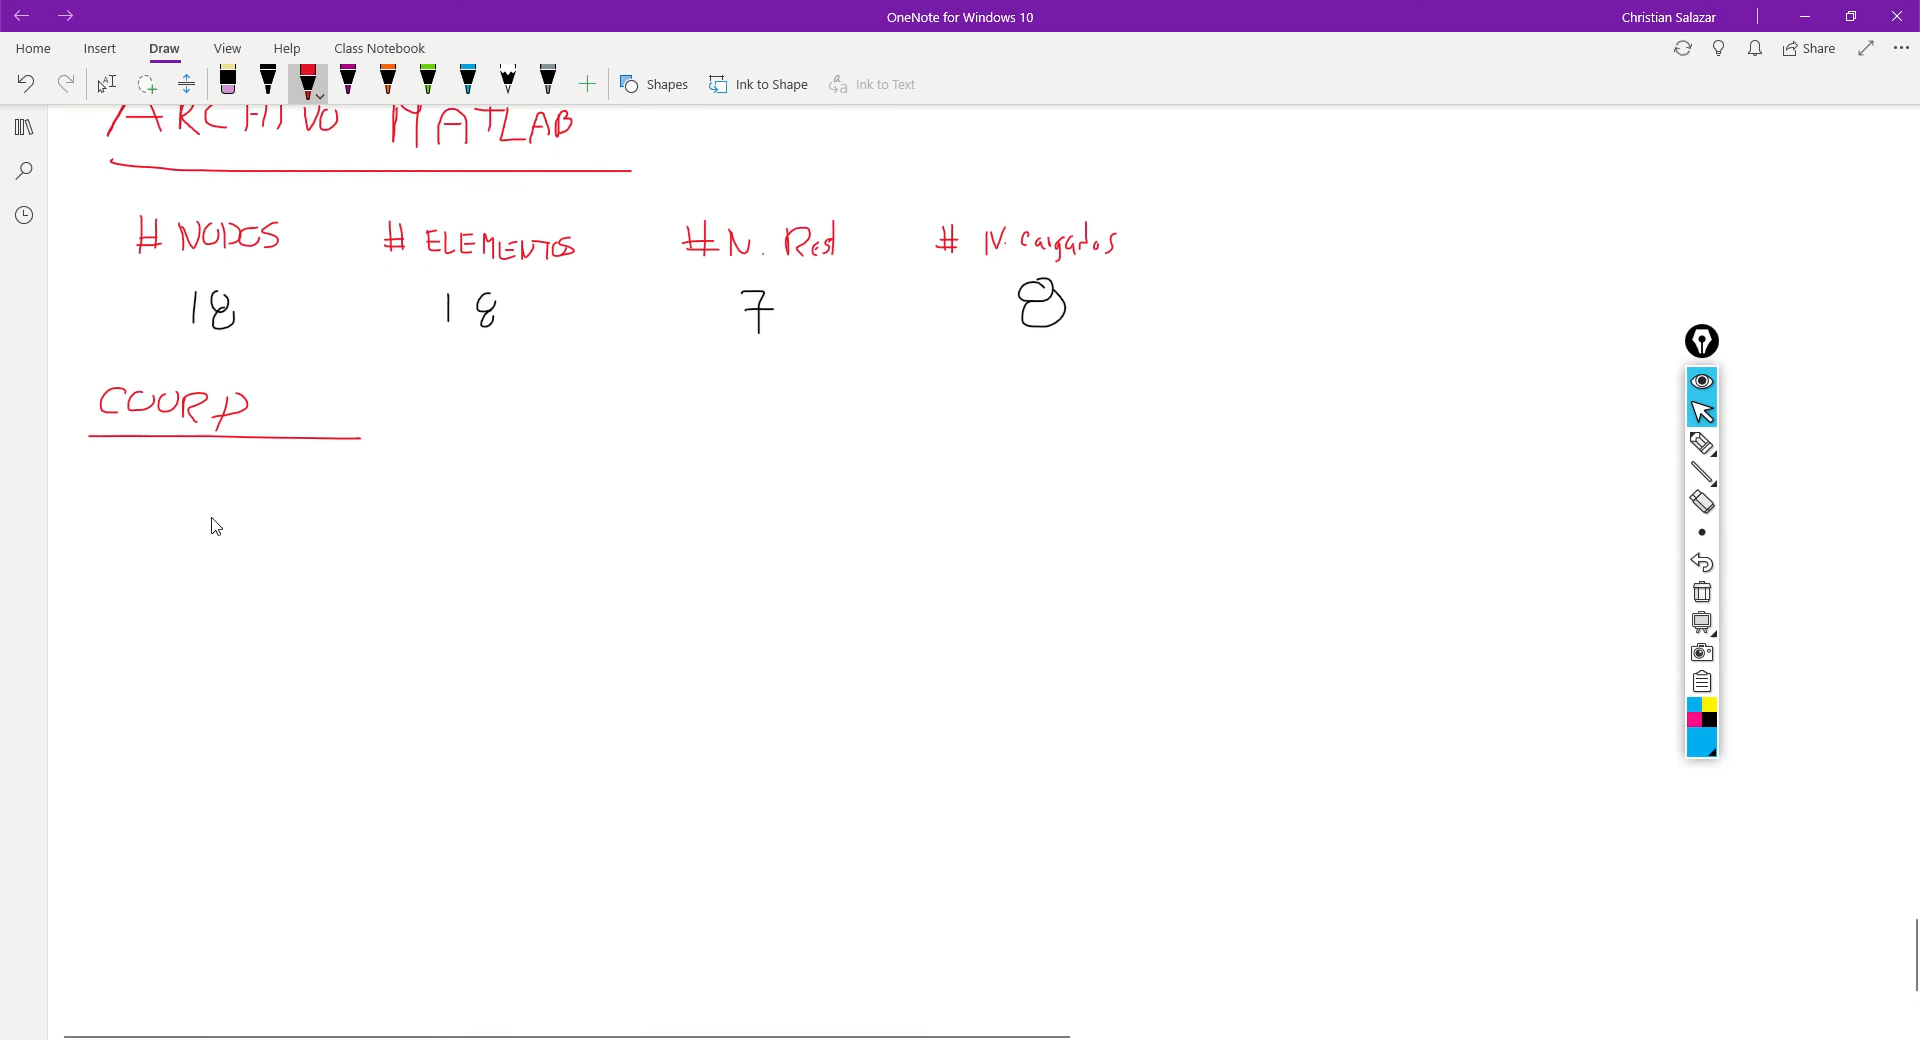 OneNote for Windows 10
Christian Salazar
Home Insert Draw View Help Class Notebook
Share
Shapes Ink to Shape Ink to Text
ARCHIVO MATLAB
# NODOS # ELEMENTOS # N. Rest # N. Cargados
18 18 7 8
COORD